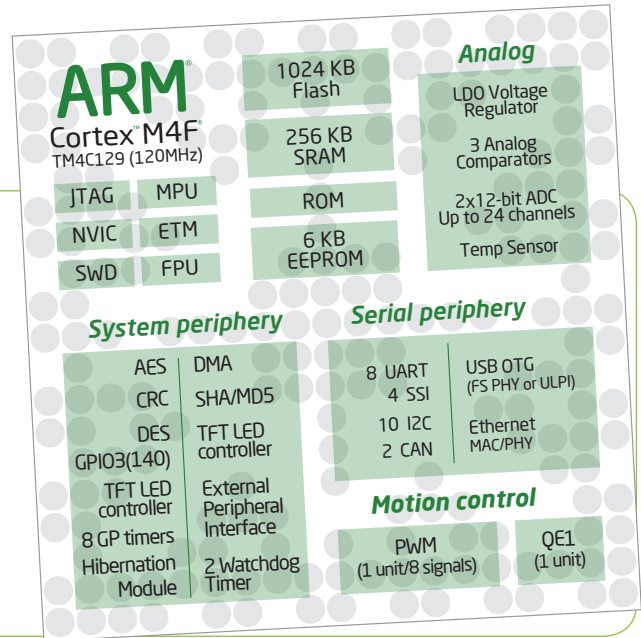 ARM®
Cortex™ M4F®
TM4C129 (120MHz)
JTAG
MPU
NVIC
ETM
SWD
FPU
1024 KB
Flash
256 KB
SRAM
ROM
6 KB
EEPROM
Analog
LDO Voltage
Regulator
3 Analog
Comparators
2x12-bit ADC
Up to 24 channels
Temp Sensor
System periphery
AES
CRC
DES
GPIO3(140)
TFT LED
controller
8 GP timers
Hibernation
Module
DMA
SHA/MD5
TFT LED
controller
External
Peripheral
Interface
2 Watchdog
Timer
Serial periphery
8 UART
4 SSI
10 I2C
2 CAN
USB OTG
(FS PHY or ULPI)
Ethernet
MAC/PHY
Motion control
PWM
(1 unit/8 signals)
QE1
(1 unit)